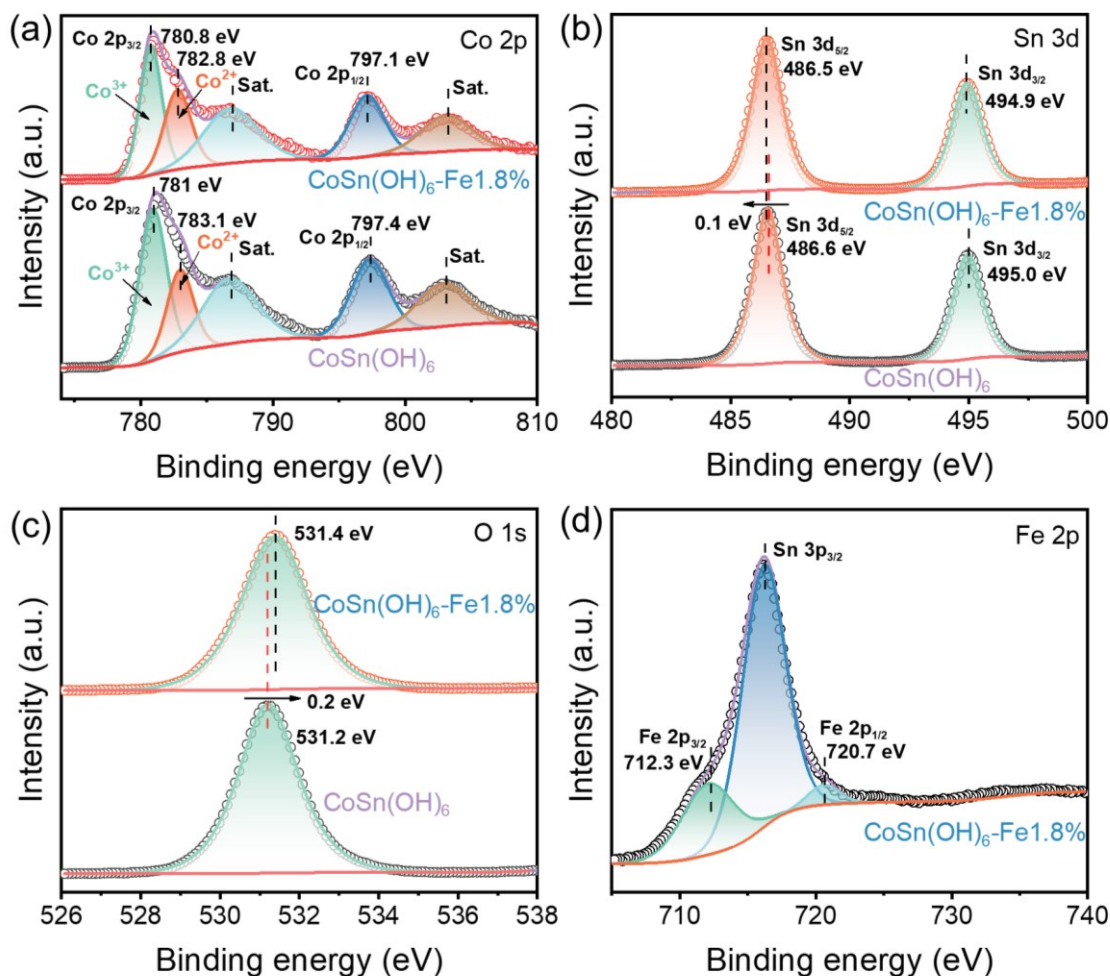 (a)
Co 2p
Co 2p3/2
780.8 eV
782.8 eV
Co3+
Co2+
Sat.
Co 2p1/2
797.1 eV
Sat.
CoSn(OH)6-Fe1.8%
781 eV
Co 2p3/2
783.1 eV
Co3+
Co2+
Sat.
797.4 eV
Co 2p1/2
Sat.
CoSn(OH)6
Intensity (a.u.)
780 790 800 810
Binding energy (eV)
(b)
Sn 3d
Sn 3d5/2
486.5 eV
Sn 3d3/2
494.9 eV
CoSn(OH)6-Fe1.8%
0.1 eV
Sn 3d5/2
486.6 eV
Sn 3d3/2
495.0 eV
CoSn(OH)6
Intensity (a.u.)
480 485 490 495 500
Binding energy (eV)
(c)
O 1s
531.4 eV
CoSn(OH)6-Fe1.8%
0.2 eV
531.2 eV
CoSn(OH)6
Intensity (a.u.)
526 528 530 532 534 536 538
Binding energy (eV)
(d)
Fe 2p
Sn 3p3/2
Fe 2p3/2
712.3 eV
Fe 2p1/2
720.7 eV
CoSn(OH)6-Fe1.8%
Intensity (a.u.)
710 720 730 740
Binding energy (eV)